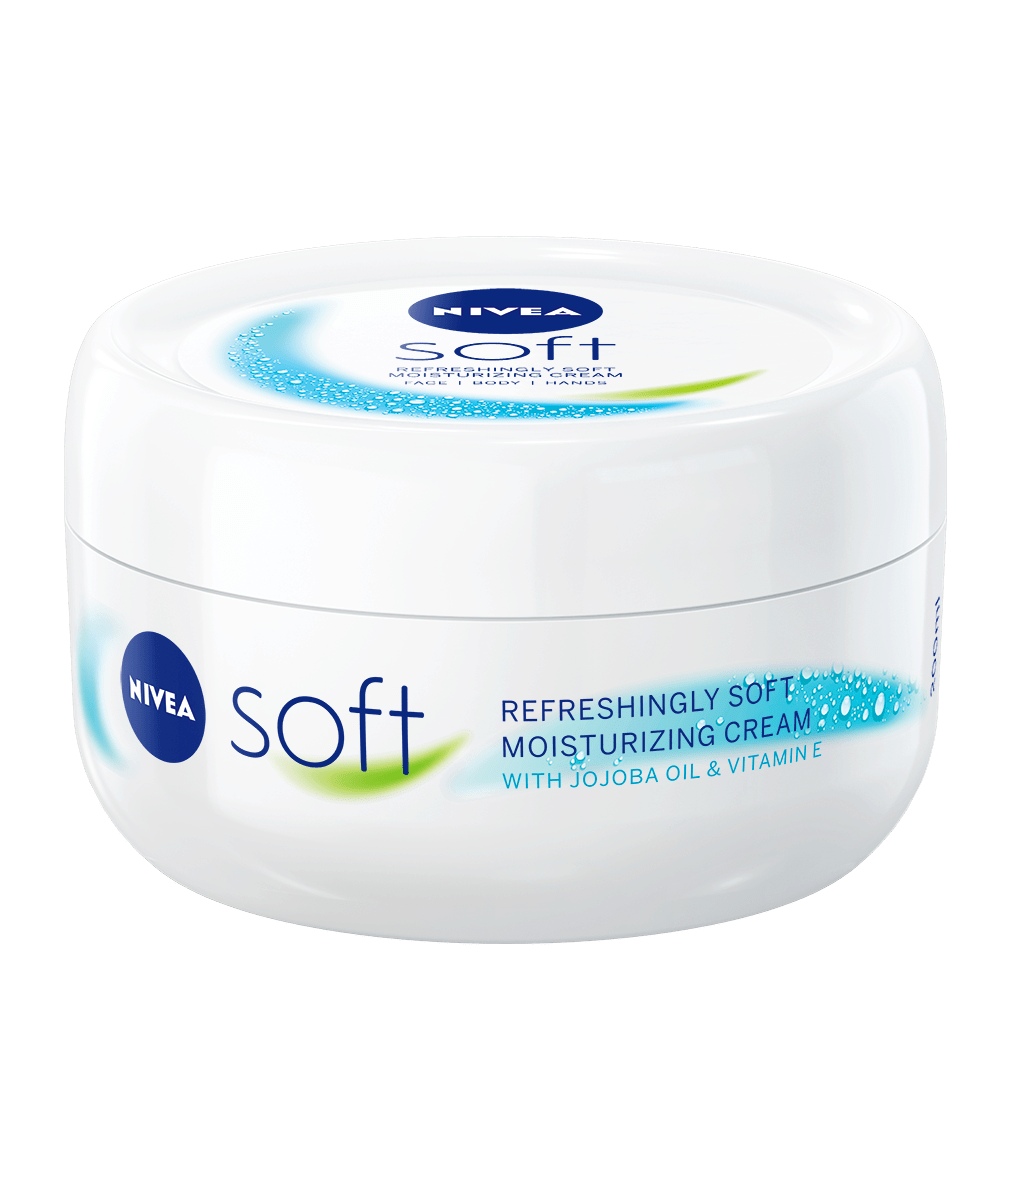 NIVEA
soft
REFRESHINGLY SOFT
MOISTURIZING CREAM
FACE | BODY | HANDS
NIVEA
soft
REFRESHINGLY SOFT
MOISTURIZING CREAM
WITH JOJOBA OIL & VITAMIN E
200ml